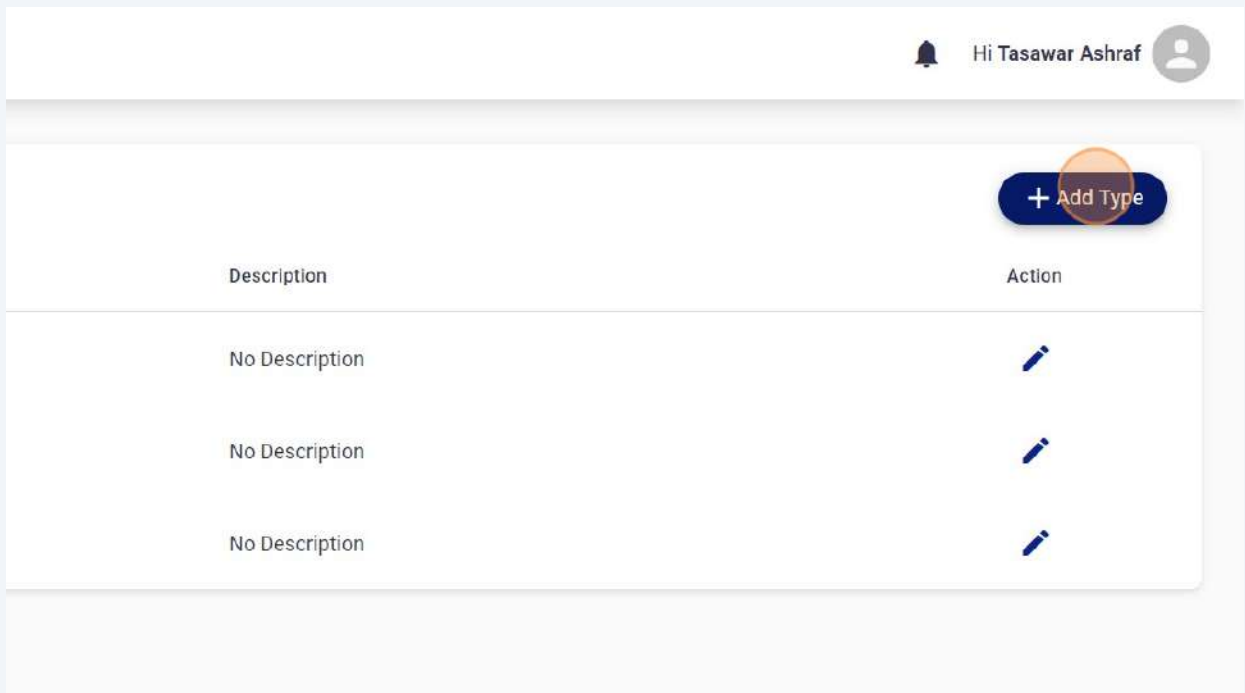 Hi Tasawar Ashraf
+ Add Type
Description Action
No Description
No Description
No Description